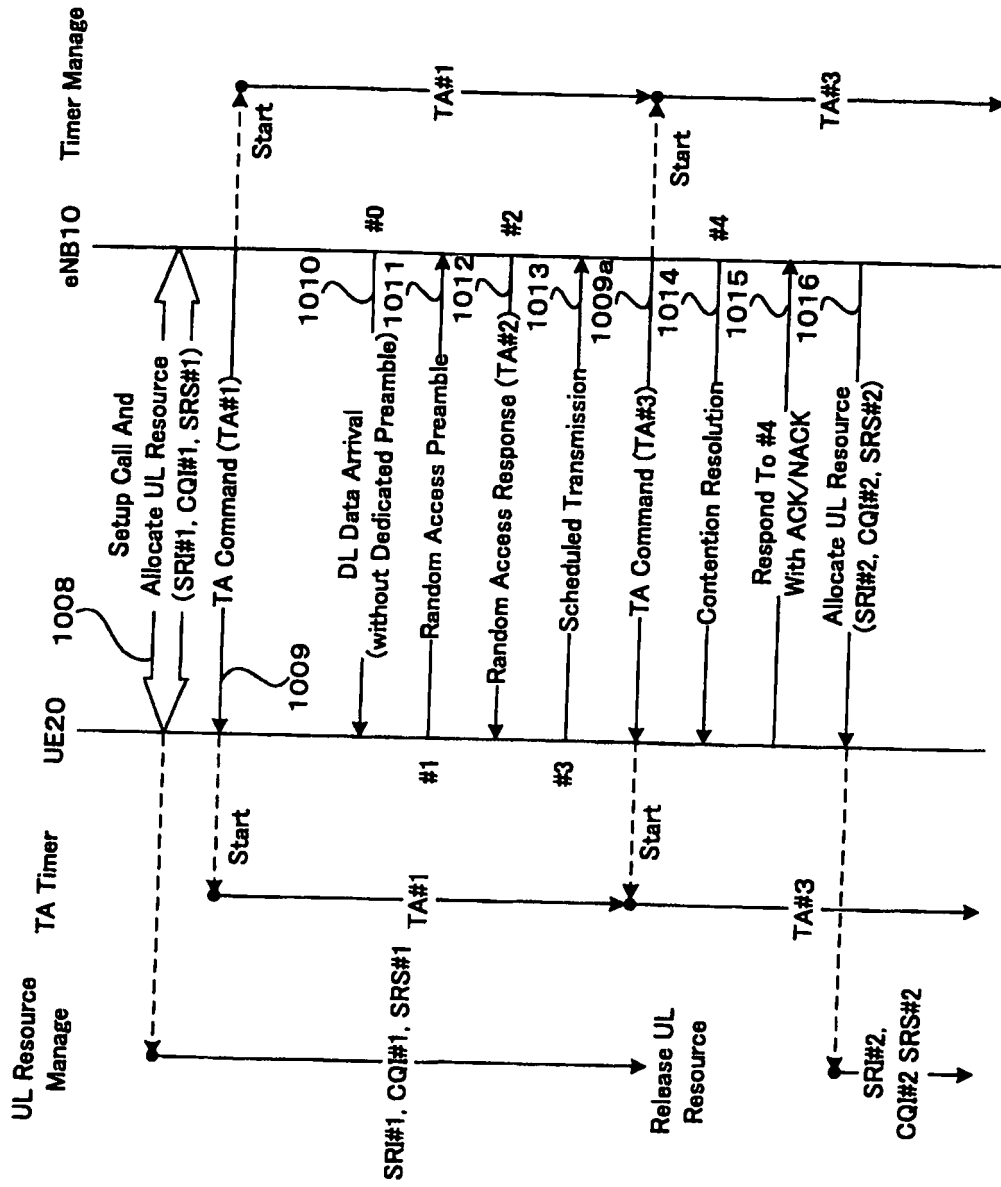 UL Resource
Manage
TA Timer
UE20
eNB10
Timer Manage
1008
Setup Call And
Allocate UL Resource
(SRI#1, CQI#1, SRS#1)
TA Command (TA#1)
1009
Start
Start
TA#1
TA#1
SRI#1, CQI#1, SRS#1
1010
#0
DL Data Arrival
(without Dedicated Preamble)
1011
#1
Random Access Preamble
1012
#2
Random Access Response (TA#2)
1013
#3
Scheduled Transmission
1009a
TA Command (TA#3)
Start
Start
Release UL
Resource
TA#3
TA#3
1014
#4
Contention Resolution
1015
Respond To #4
With ACK/NACK
1016
Allocate UL Resource
(SRI#2, CQI#2, SRS#2)
SRI#2,
CQI#2 SRS#2